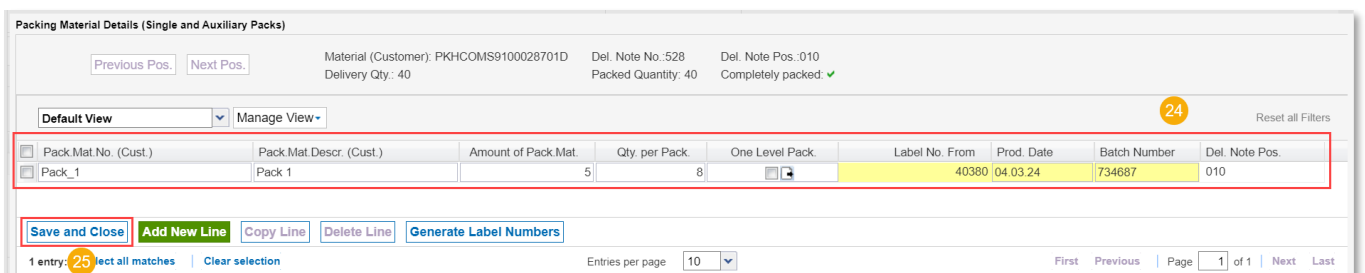 Packing Material Details (Single and Auxiliary Packs)
Previous Pos. Next Pos. Material (Customer): PKHCOMS9100028701D Del. Note No.:528 Del. Note Pos.:010
Delivery Qty.: 40 Packed Quantity: 40 Completely packed: ✔
Default View Manage View 24 Reset all Filters
Pack.Mat.No. (Cust.) Pack.Mat.Descr. (Cust.) Amount of Pack.Mat. Qty. per Pack. One Level Pack. Label No. From Prod. Date Batch Number Del. Note Pos.
Pack_1 Pack 1 5 8 40380 04.03.24 734687 010
Save and Close Add New Line Copy Line Delete Line Generate Label Numbers
1 entry: 25 lect all matches | Clear selection Entries per page 10 First Previous | Page 1 of 1 | Next Last